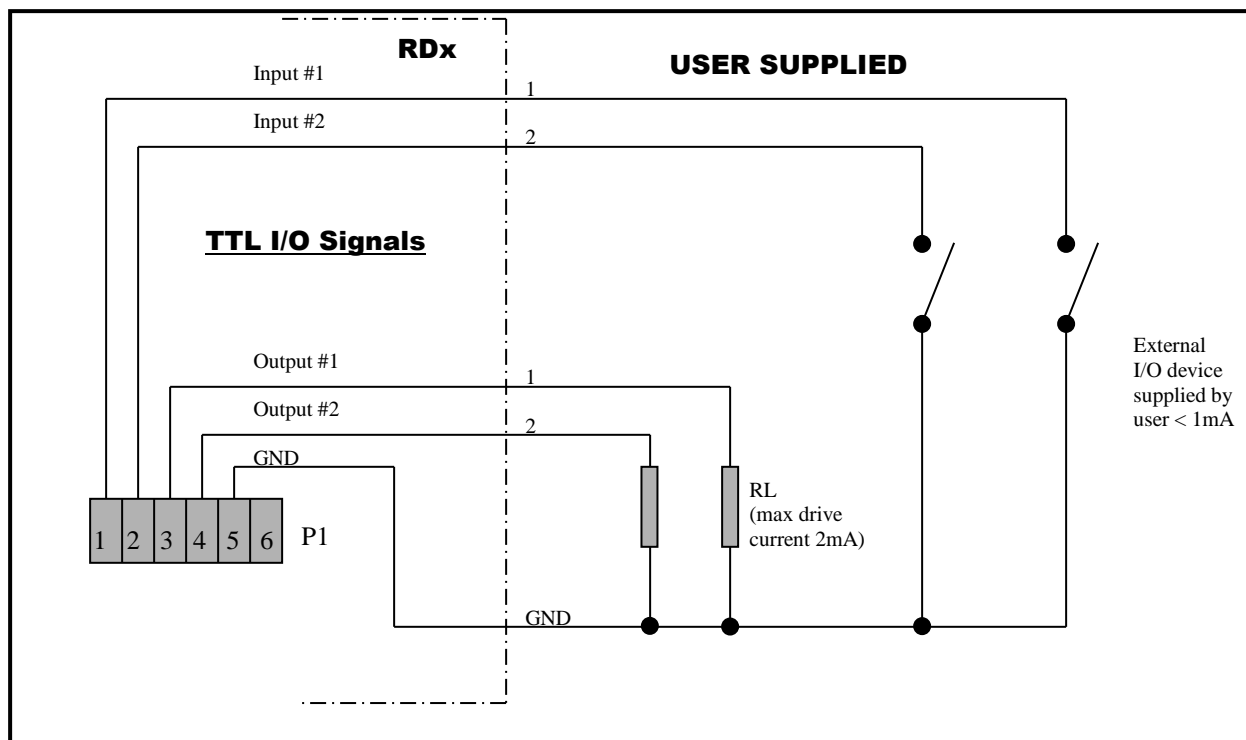 RDx
USER SUPPLIED
Input #1
1
Input #2
2
TTL I/O Signals
Output #1
1
Output #2
2
GND
1 2 3 4 5 6
P1
RL
(max drive
current 2mA)
GND
External
I/O device
supplied by
user < 1mA